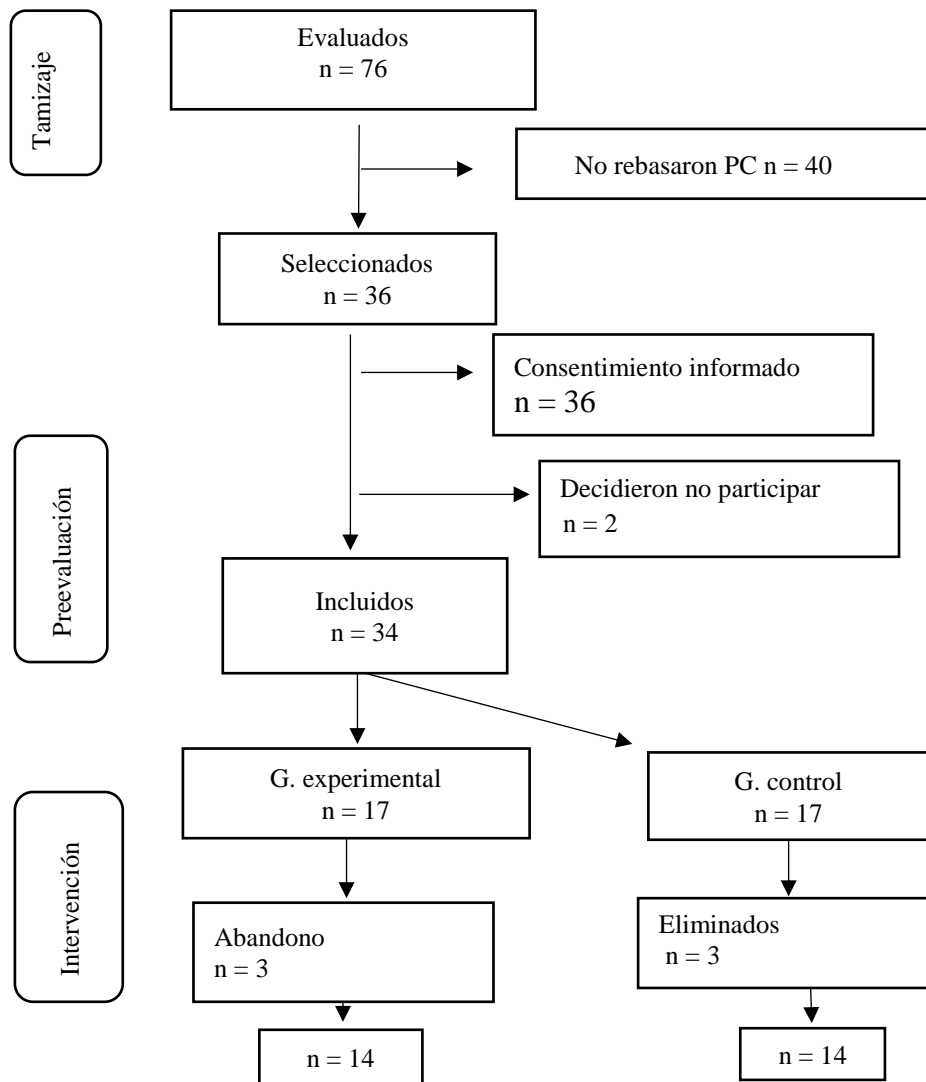 Tamizaje
Evaluados
n = 76
No rebasaron PC n = 40
Seleccionados
n = 36
Consentimiento informado
n = 36
Preevaluación
Decidieron no participar
n = 2
Incluidos
n = 34
Intervención
G. experimental
n = 17
G. control
n = 17
Abandono
n = 3
Eliminados
n = 3
n = 14
n = 14